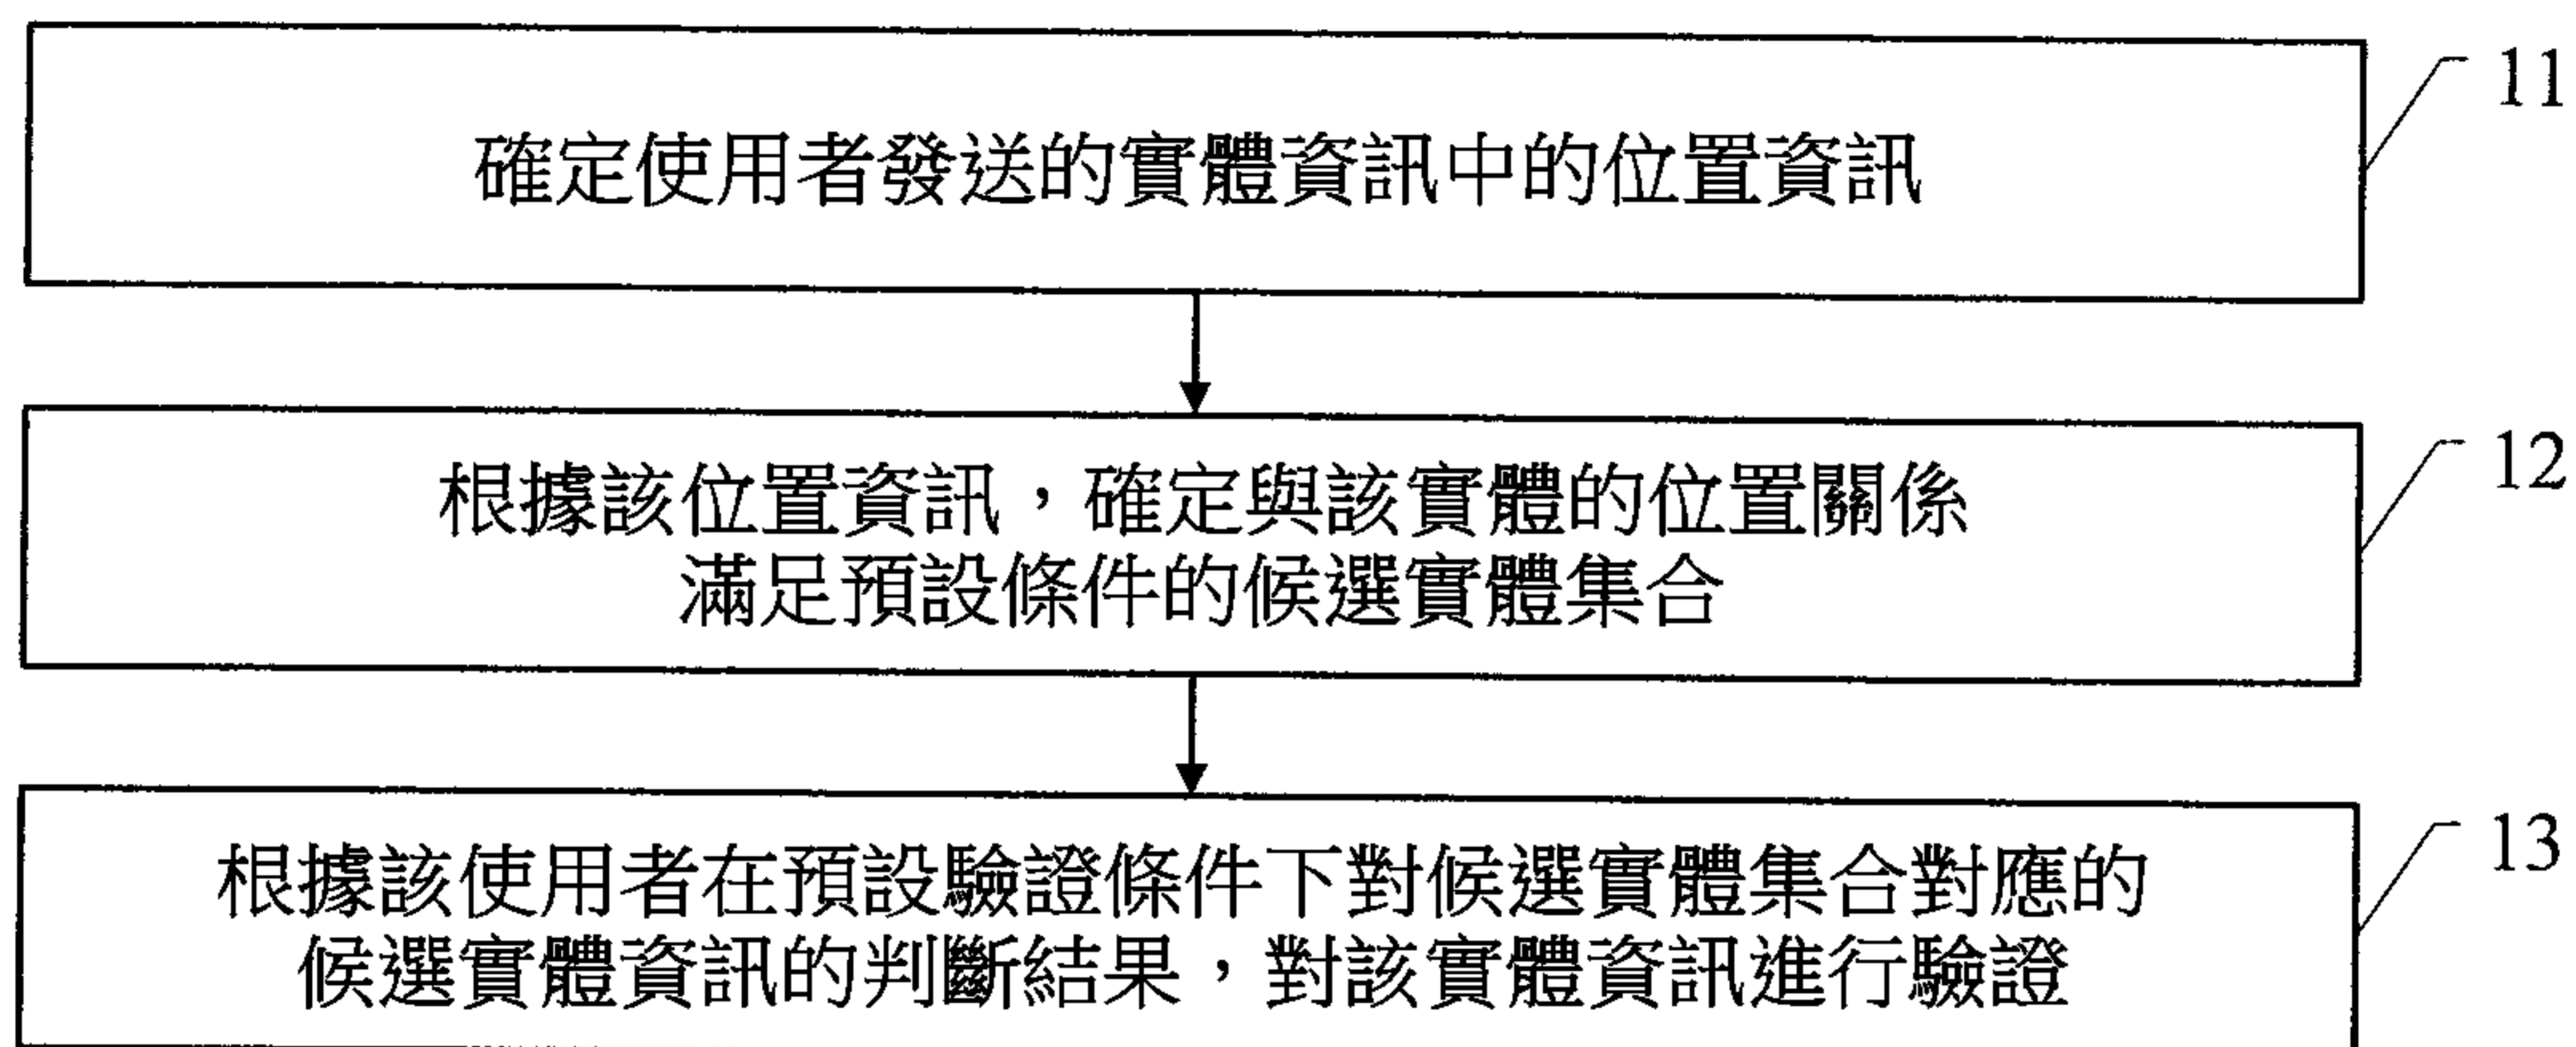 確定使用者發送的實體資訊中的位置資訊
11
根據該位置資訊，確定與該實體的位置關係
滿足預設條件的候選實體集合
12
根據該使用者在預設驗證條件下對候選實體集合對應的
候選實體資訊的判斷結果，對該實體資訊進行驗證
13